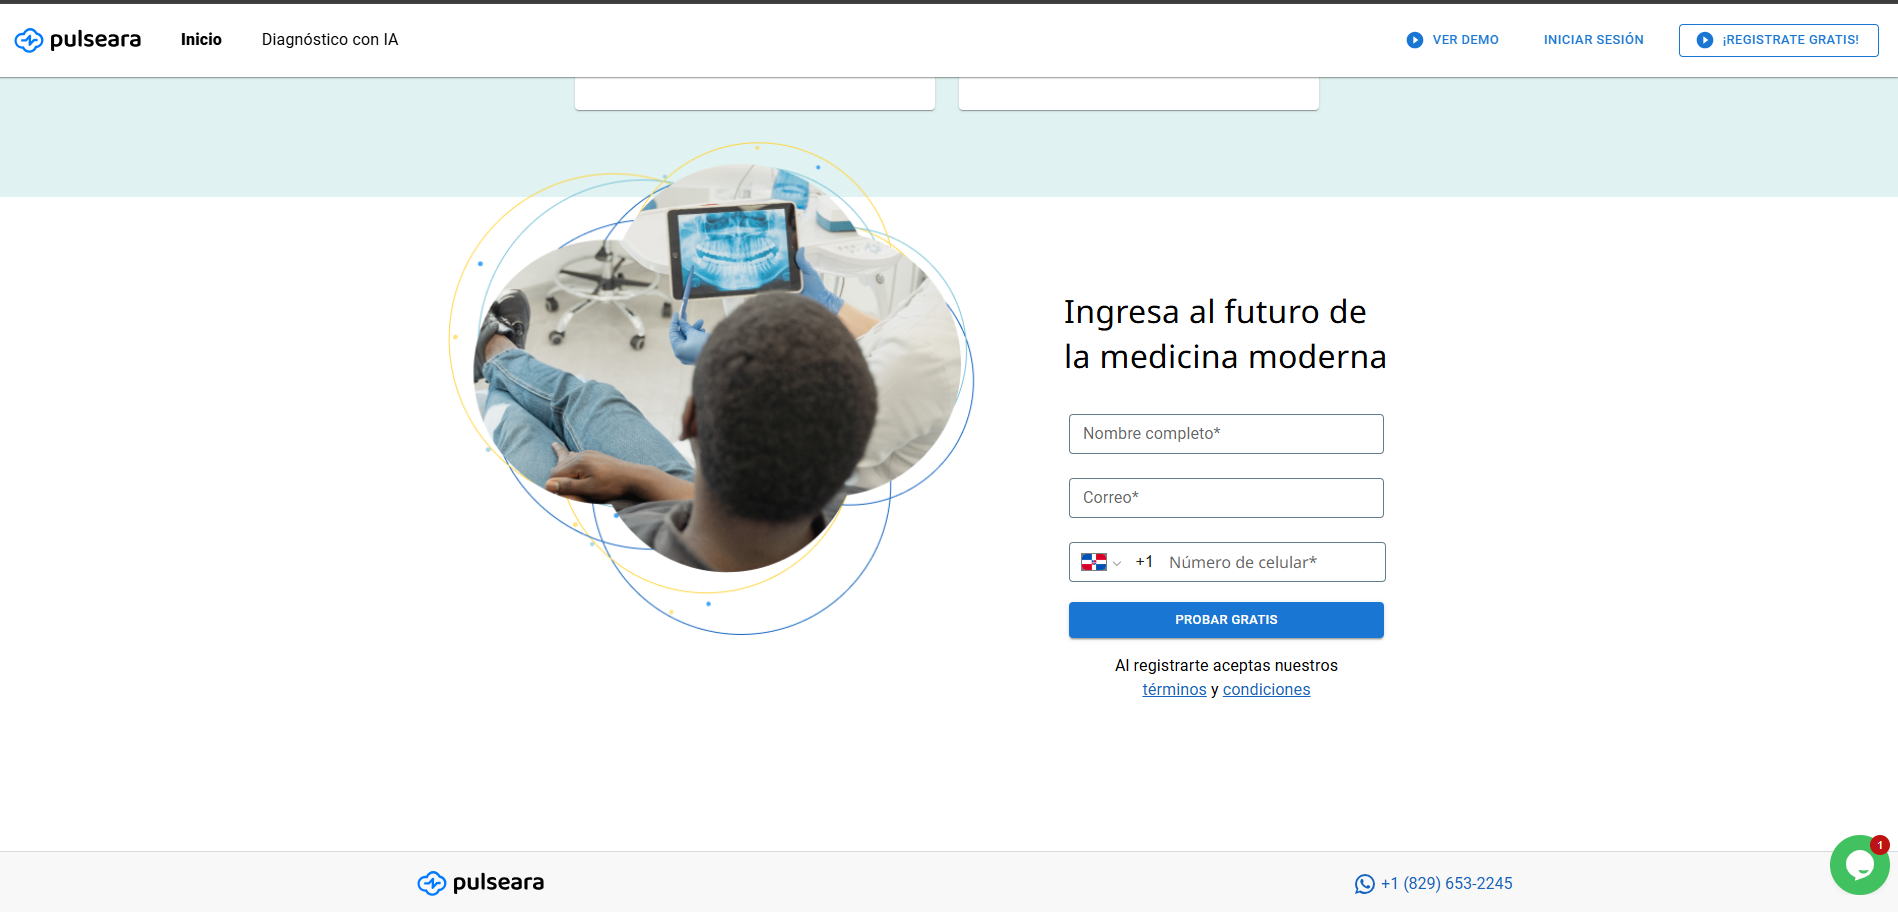 pulseara
Inicio
Diagnóstico con IA
VER DEMO
INICIAR SESIÓN
¡REGISTRATE GRATIS!
Ingresa al futuro de
la medicina moderna
Nombre completo*
Correo*
+1 Número de celular*
PROBAR GRATIS
Al registrarte aceptas nuestros
términos y condiciones
pulseara
+1 (829) 653-2245
1